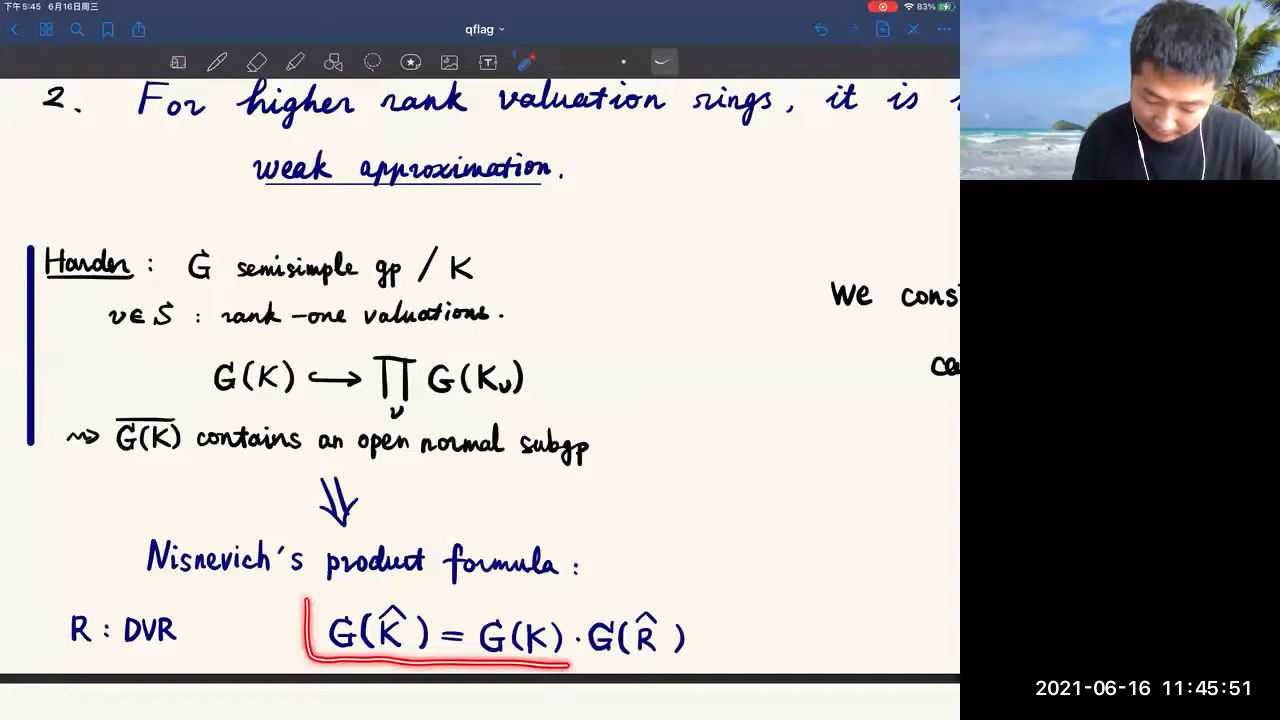 下午5:45 6月16日周三
83%
qflag
2. For higher rank valuation rings, it is
weak approximation.
Harder : G semisimple gp / K
v ∈ S : rank-one valuations.
We cons
G(K) ↪ ∏_v G(K_v)
ce
⇝ \overline{G(K)} contains an open normal subgp
⇓
Nisnevich's product formula :
R : DVR G(K̂) = G(K) · G(R̂)
2021-06-16 11:45:51